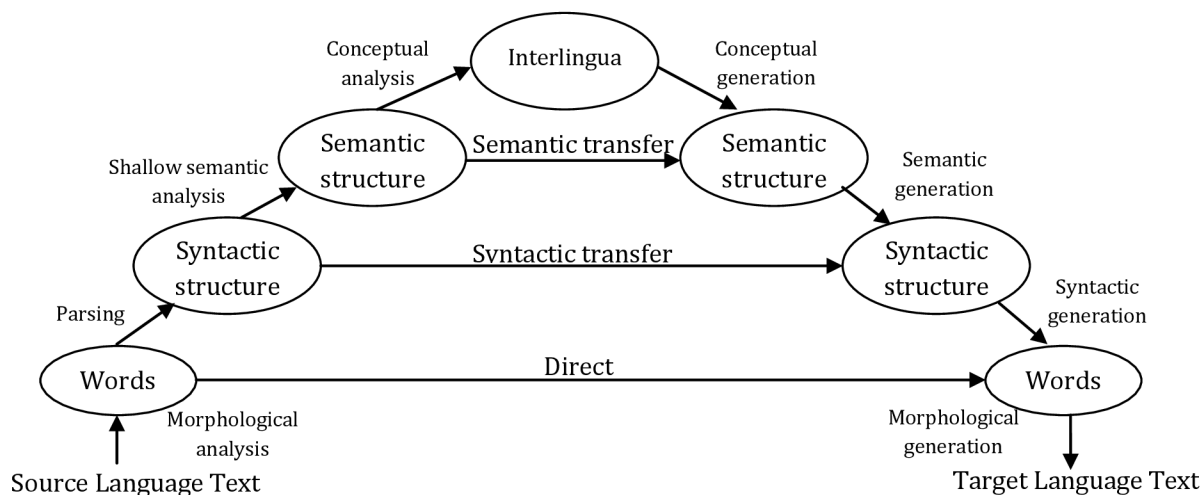 Conceptual
analysis
Interlingua
Conceptual
generation
Shallow semantic
analysis
Semantic
structure
Semantic transfer
Semantic
structure
Semantic
generation
Parsing
Syntactic
structure
Syntactic transfer
Syntactic
structure
Syntactic
generation
Words
Direct
Words
Morphological
analysis
Morphological
generation
Source Language Text
Target Language Text